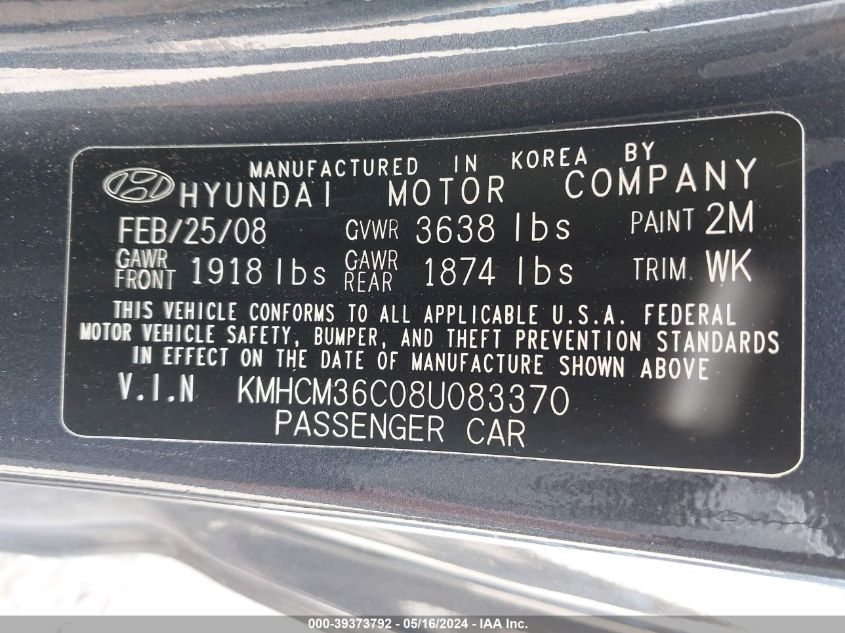 MANUFACTURED IN KOREA BY
HYUNDAI MOTOR COMPANY
FEB/25/08 GVWR 3638 lbs PAINT 2M
GAWR FRONT 1918 lbs GAWR REAR 1874 lbs TRIM WK
THIS VEHICLE CONFORMS TO ALL APPLICABLE U.S.A. FEDERAL
MOTOR VEHICLE SAFETY, BUMPER, AND THEFT PREVENTION STANDARDS
IN EFFECT ON THE DATE OF MANUFACTURE SHOWN ABOVE
V.I.N KMHCM36C08U083370
PASSENGER CAR
000-39373792 - 05/16/2024 - IAA Inc.